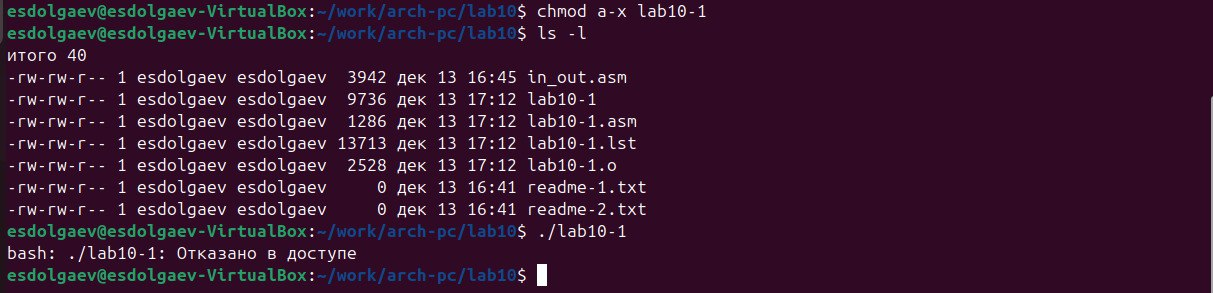 esdolgaev@esdolgaev-VirtualBox:~/work/arch-pc/lab10$ chmod a-x lab10-1
esdolgaev@esdolgaev-VirtualBox:~/work/arch-pc/lab10$ ls -l
итого 40
-rw-rw-r-- 1 esdolgaev esdolgaev  3942 дек 13 16:45 in_out.asm
-rw-rw-r-- 1 esdolgaev esdolgaev  9736 дек 13 17:12 lab10-1
-rw-rw-r-- 1 esdolgaev esdolgaev  1286 дек 13 17:12 lab10-1.asm
-rw-rw-r-- 1 esdolgaev esdolgaev 13713 дек 13 17:12 lab10-1.lst
-rw-rw-r-- 1 esdolgaev esdolgaev  2528 дек 13 17:12 lab10-1.o
-rw-rw-r-- 1 esdolgaev esdolgaev     0 дек 13 16:41 readme-1.txt
-rw-rw-r-- 1 esdolgaev esdolgaev     0 дек 13 16:41 readme-2.txt
esdolgaev@esdolgaev-VirtualBox:~/work/arch-pc/lab10$ ./lab10-1
bash: ./lab10-1: Отказано в доступе
esdolgaev@esdolgaev-VirtualBox:~/work/arch-pc/lab10$